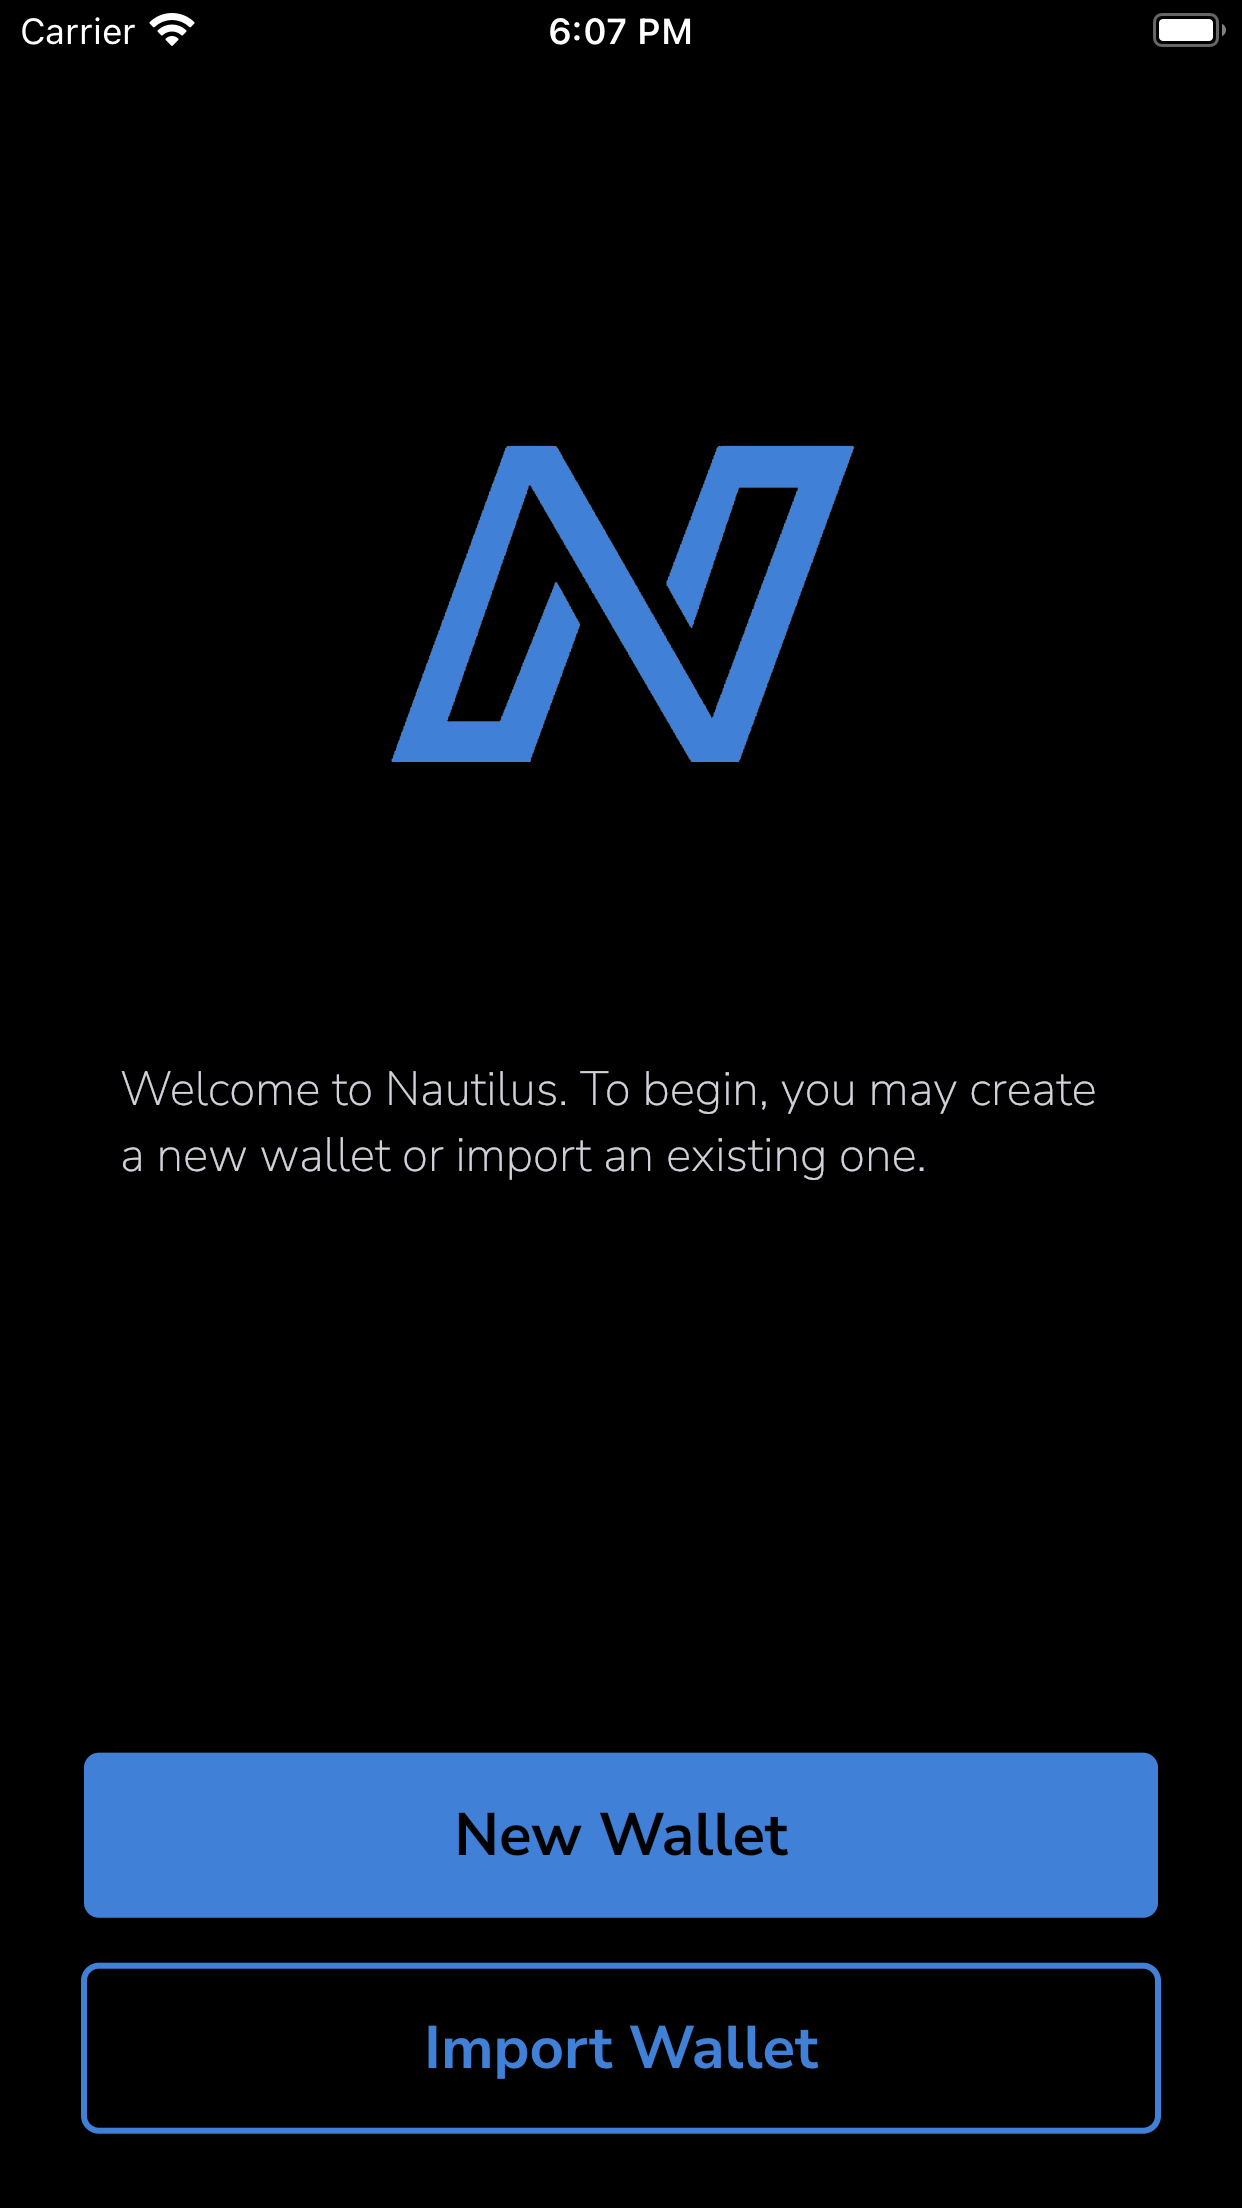 Carrier 6:07 PM
Welcome to Nautilus. To begin, you may create
a new wallet or import an existing one.
New Wallet
Import Wallet